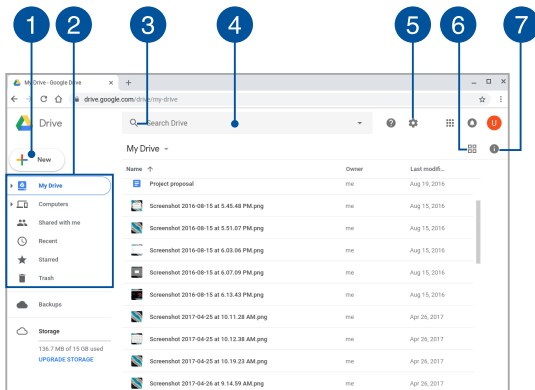 1 2 3 4 5 6 7
My Drive - Google Drive
drive.google.com/drive/my-drive
Drive
Search Drive
U
New
My Drive
Name Owner Last modifi...
My Drive
Project proposal me Aug 19, 2016
Computers
Screenshot 2016-08-15 at 5.45.48 PM.png me Aug 15, 2016
Shared with me
Screenshot 2016-08-15 at 5.51.07 PM.png me Aug 15, 2016
Recent
Screenshot 2016-08-15 at 6.03.06 PM.png me Aug 15, 2016
Starred
Screenshot 2016-08-15 at 6.07.09 PM.png me Aug 15, 2016
Trash
Screenshot 2016-08-15 at 6.13.43 PM.png me Aug 15, 2016
Backups
Screenshot 2017-04-25 at 10.11.28 AM.png me Apr 26, 2017
Storage
Screenshot 2017-04-25 at 10.12.38 AM.png me Apr 26, 2017
136.7 MB of 15 GB used
UPGRADE STORAGE
Screenshot 2017-04-25 at 10.19.23 AM.png me Apr 26, 2017
Screenshot 2017-04-26 at 9.14.59 AM.png me Apr 26, 2017